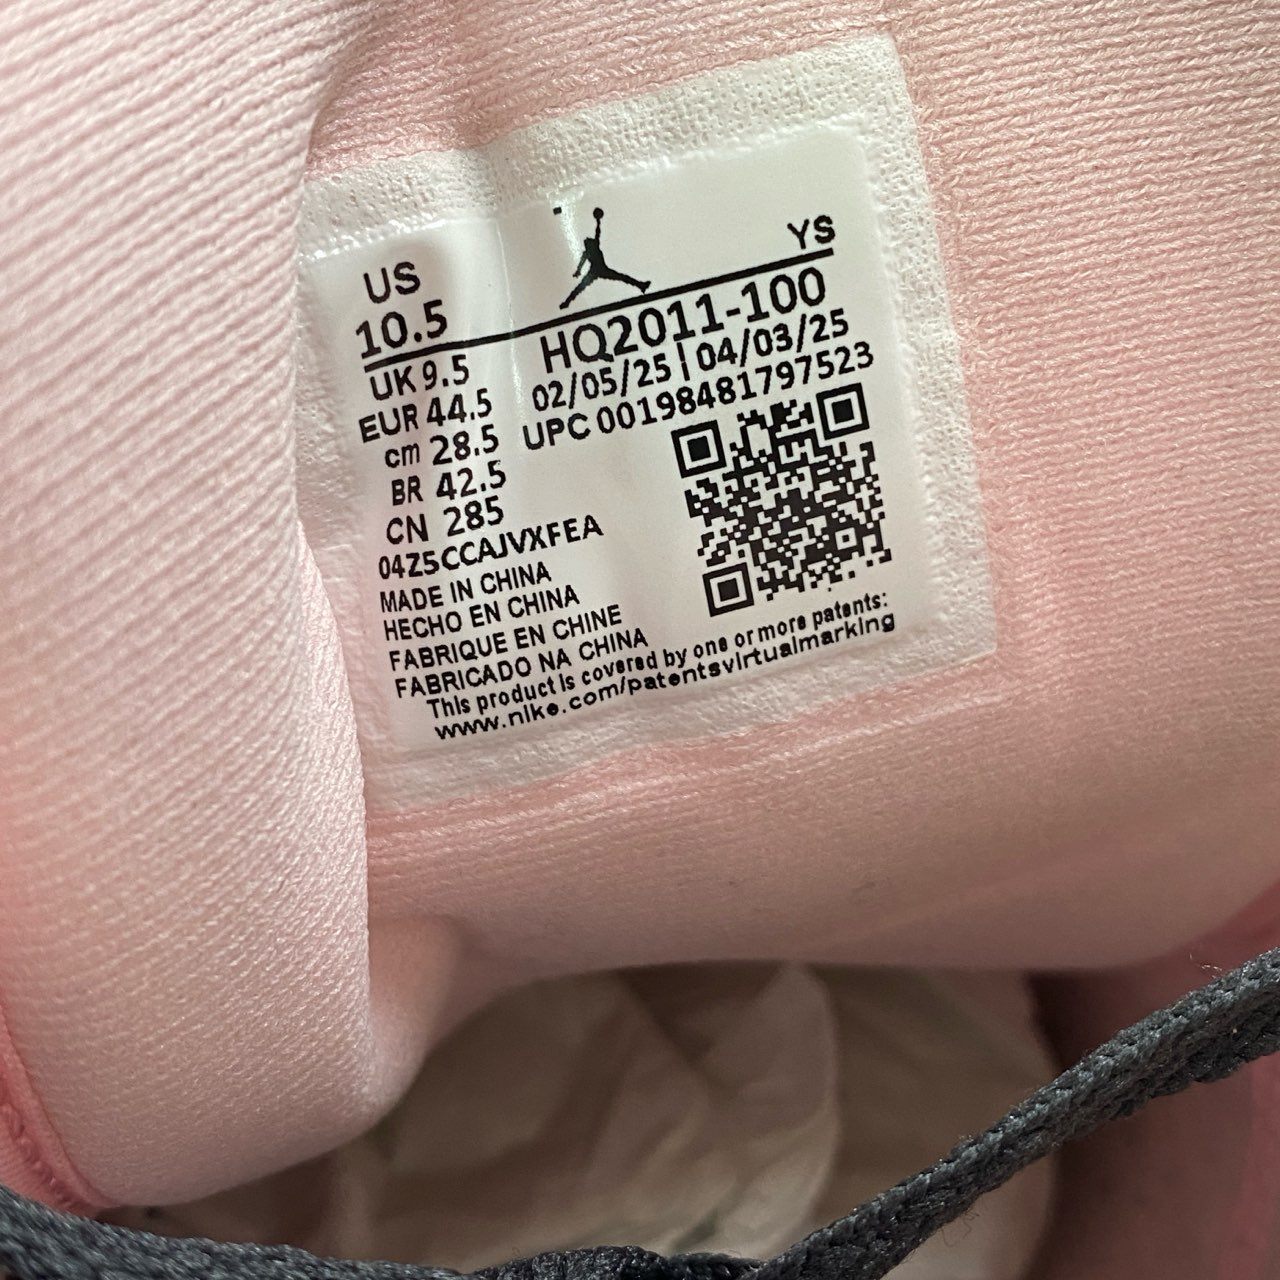 US
10.5
UK 9.5
EUR 44.5
cm 28.5
BR 42.5
CN 285
YS
HQ2011-100
02/05/25 | 04/03/25
UPC 00198481797523
04Z5CCAJVXFEA
MADE IN CHINA
HECHO EN CHINA
FABRIQUE EN CHINE
FABRICADO NA CHINA
This product is covered by one or more patents:
www.nike.com/patentsvirtualmarking